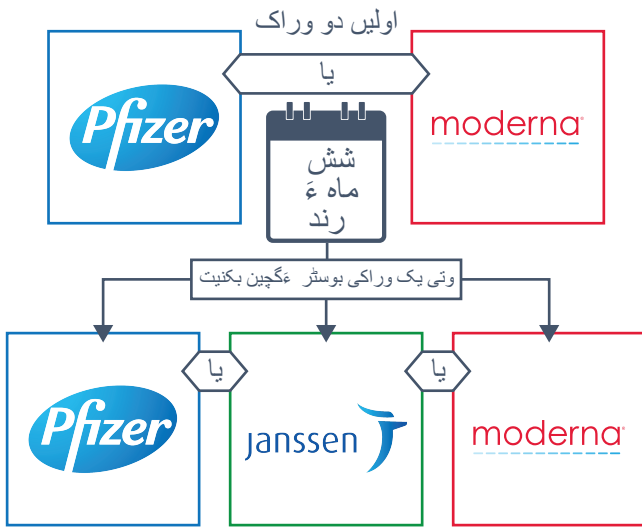 اولیں دو وراک
Pfizer
یا
moderna
شش
ماہ ءَ
رند
وتی یک وراکی بوسٹر ءَگچین بکنیت
Pfizer
یا
Janssen
یا
moderna